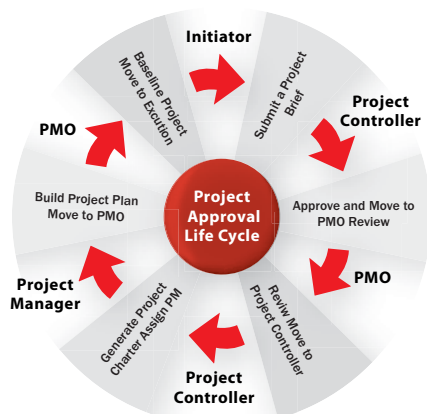 Initiator
Submit a Project
Brief
Project
Controller
Approve and Move to
PMO Review
PMO
Reviw Move to
Project Controller
Project
Controller
Generate Project
Charter Assign PM
Project
Manager
Build Project Plan
Move to PMO
PMO
Baseline Project
Move to Excution
Project
Approval
Life Cycle